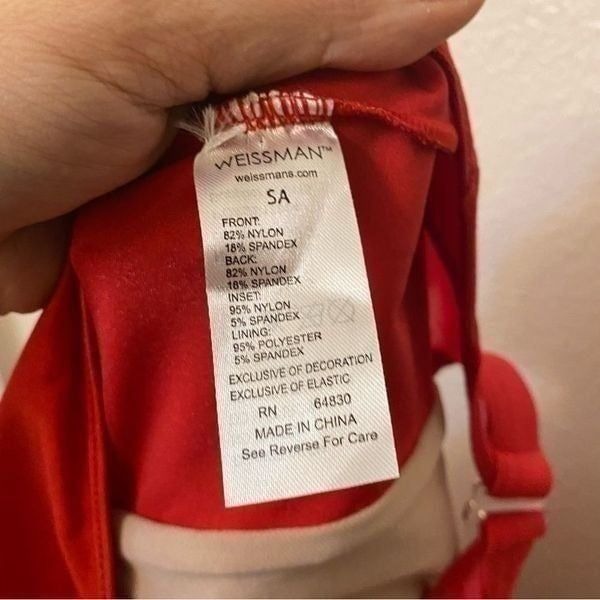 WEISSMAN™
weissmans.com
SA
FRONT:
82% NYLON
18% SPANDEX
BACK:
82% NYLON
18% SPANDEX
INSET:
95% NYLON
5% SPANDEX
LINING:
95% POLYESTER
5% SPANDEX
EXCLUSIVE OF DECORATION
EXCLUSIVE OF ELASTIC
RN 64830
MADE IN CHINA
See Reverse For Care